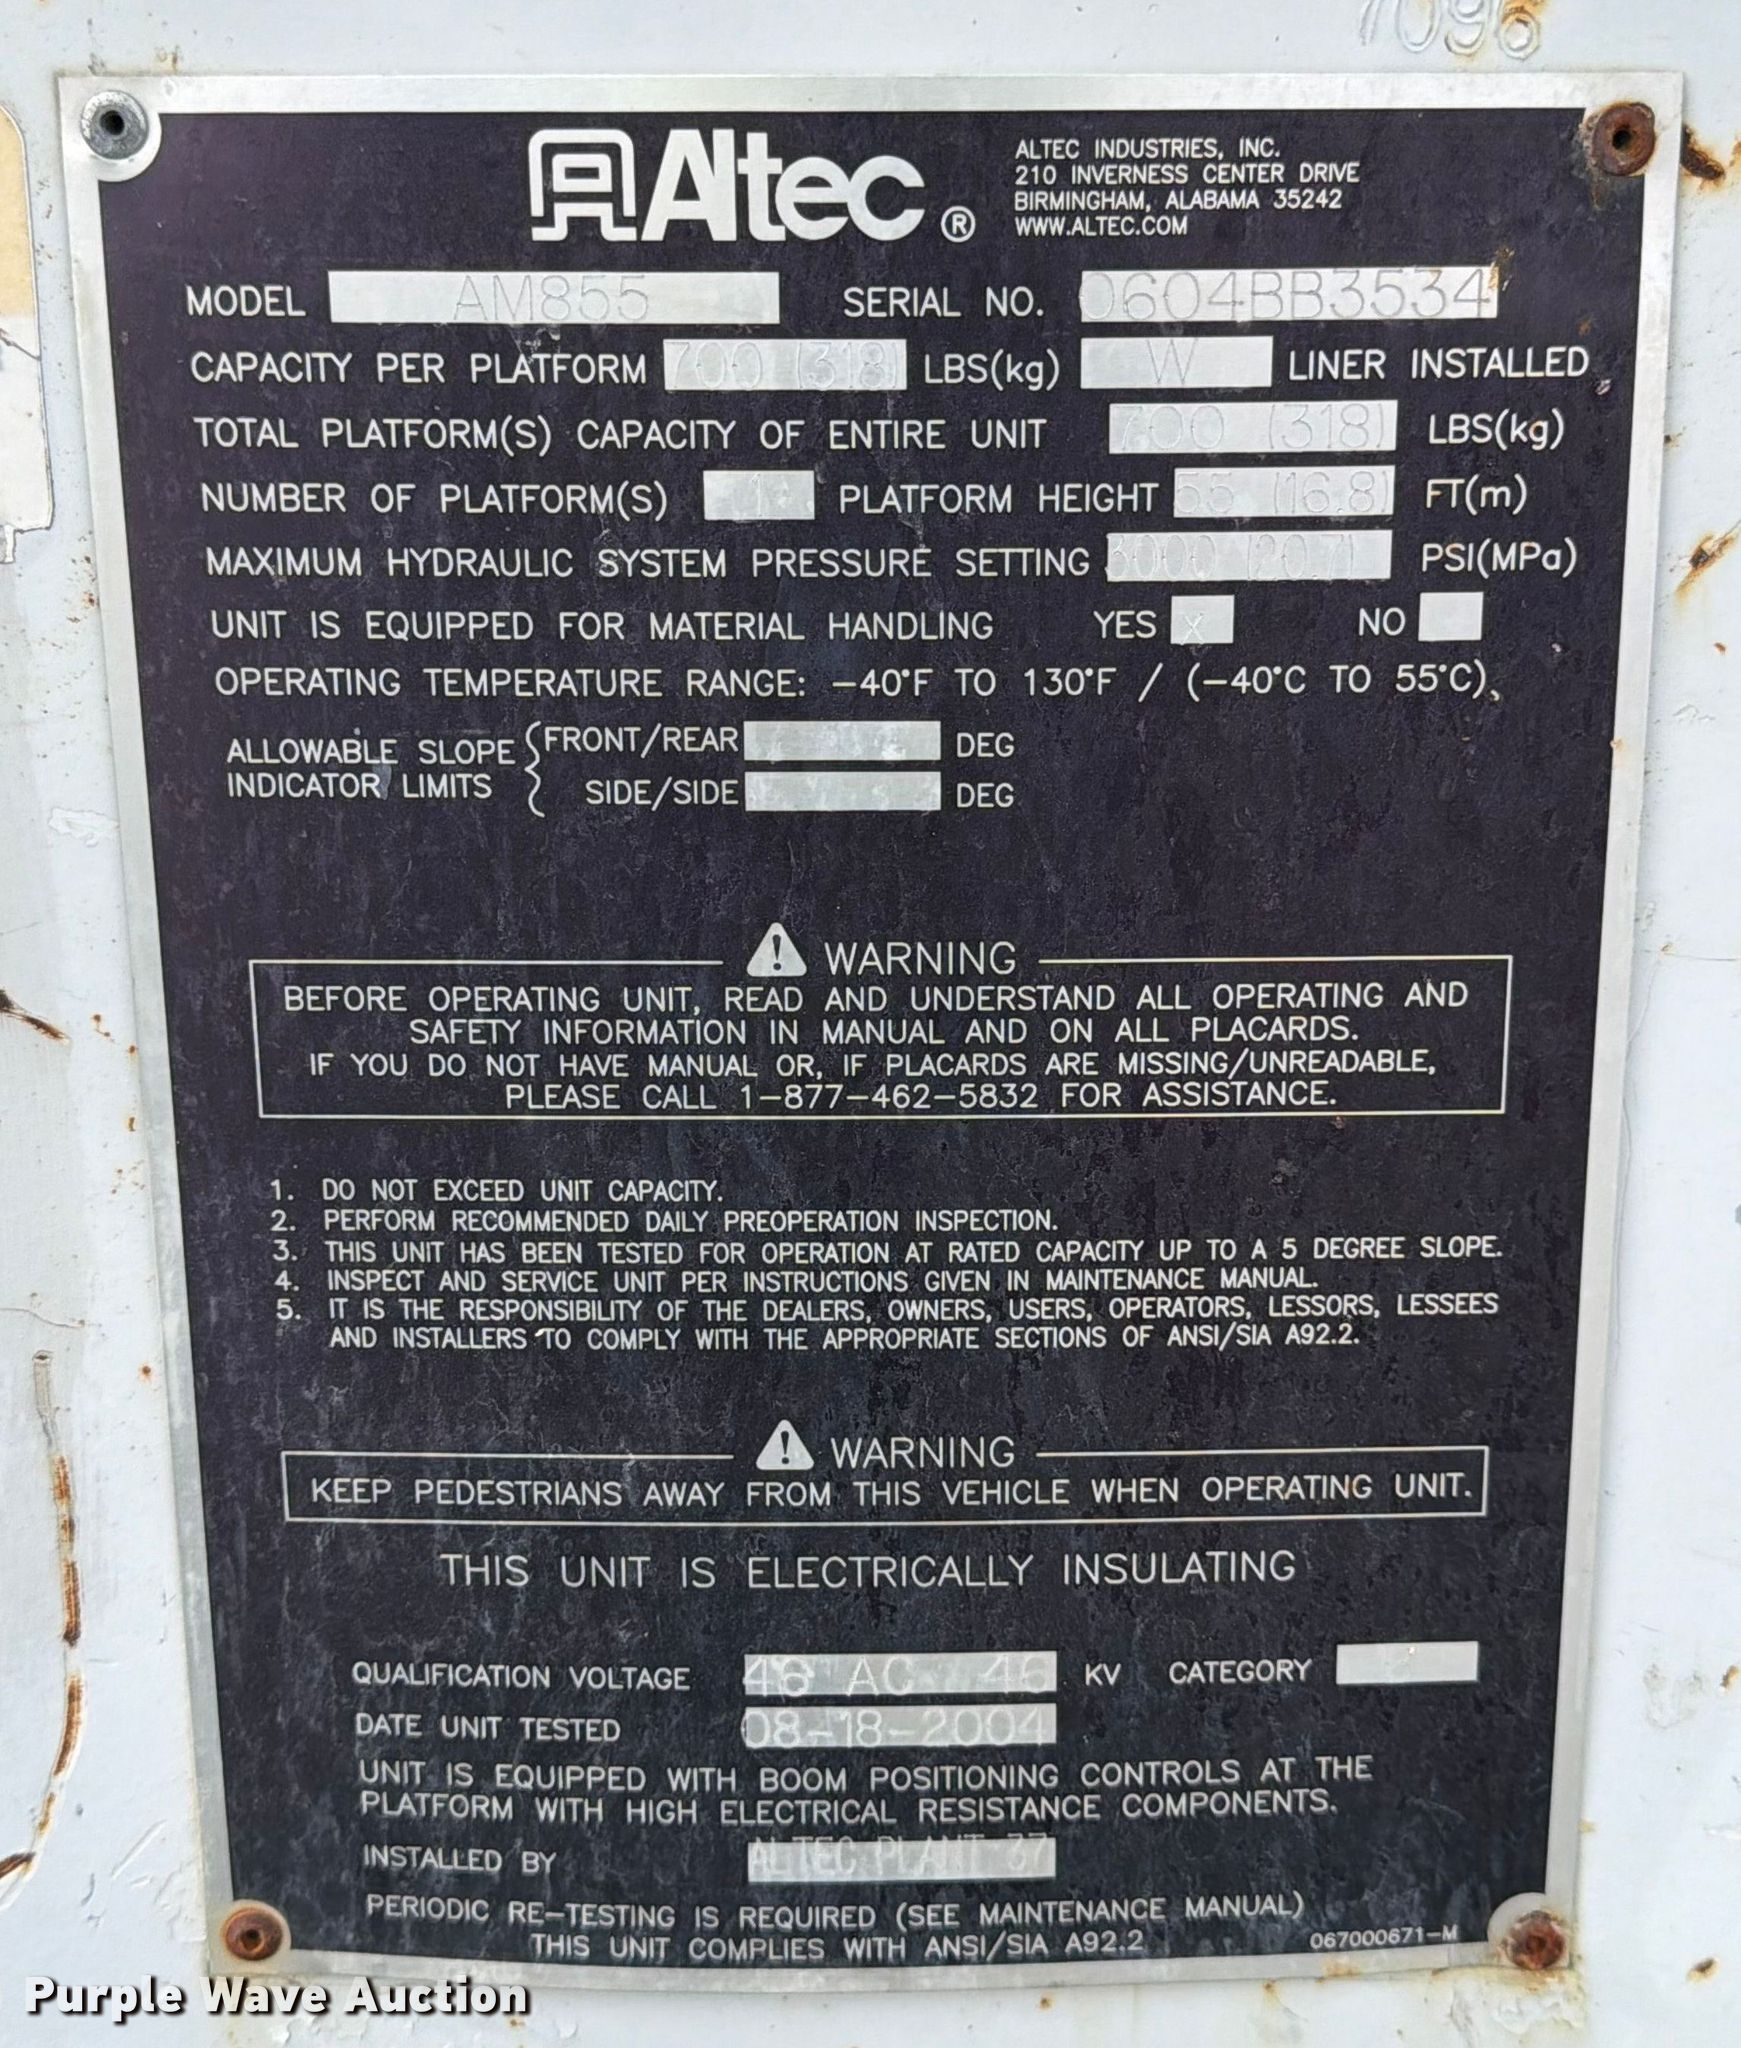 1096
Altec ®
ALTEC INDUSTRIES, INC.
210 INVERNESS CENTER DRIVE
BIRMINGHAM, ALABAMA 35242
WWW.ALTEC.COM
MODEL AM855 SERIAL NO. 0604BB3534
CAPACITY PER PLATFORM 700 (318) LBS(kg) W LINER INSTALLED
TOTAL PLATFORM(S) CAPACITY OF ENTIRE UNIT 700 (318) LBS(kg)
NUMBER OF PLATFORM(S) 1 PLATFORM HEIGHT 55 (16.8) FT(m)
MAXIMUM HYDRAULIC SYSTEM PRESSURE SETTING 3000 (20.7) PSI(MPa)
UNIT IS EQUIPPED FOR MATERIAL HANDLING YES X NO
OPERATING TEMPERATURE RANGE: -40°F TO 130°F / (-40°C TO 55°C).
ALLOWABLE SLOPE INDICATOR LIMITS { FRONT/REAR DEG
SIDE/SIDE DEG
WARNING
BEFORE OPERATING UNIT, READ AND UNDERSTAND ALL OPERATING AND
SAFETY INFORMATION IN MANUAL AND ON ALL PLACARDS.
IF YOU DO NOT HAVE MANUAL OR, IF PLACARDS ARE MISSING/UNREADABLE,
PLEASE CALL 1-877-462-5832 FOR ASSISTANCE.
1. DO NOT EXCEED UNIT CAPACITY.
2. PERFORM RECOMMENDED DAILY PREOPERATION INSPECTION.
3. THIS UNIT HAS BEEN TESTED FOR OPERATION AT RATED CAPACITY UP TO A 5 DEGREE SLOPE.
4. INSPECT AND SERVICE UNIT PER INSTRUCTIONS GIVEN IN MAINTENANCE MANUAL.
5. IT IS THE RESPONSIBILITY OF THE DEALERS, OWNERS, USERS, OPERATORS, LESSORS, LESSEES
AND INSTALLERS TO COMPLY WITH THE APPROPRIATE SECTIONS OF ANSI/SIA A92.2.
WARNING
KEEP PEDESTRIANS AWAY FROM THIS VEHICLE WHEN OPERATING UNIT.
THIS UNIT IS ELECTRICALLY INSULATING
QUALIFICATION VOLTAGE 46 AC 46 KV CATEGORY
DATE UNIT TESTED 08-18-2004
UNIT IS EQUIPPED WITH BOOM POSITIONING CONTROLS AT THE
PLATFORM WITH HIGH ELECTRICAL RESISTANCE COMPONENTS.
INSTALLED BY ALTEC PLANT 37
PERIODIC RE-TESTING IS REQUIRED (SEE MAINTENANCE MANUAL)
THIS UNIT COMPLIES WITH ANSI/SIA A92.2
067000671-M
Purple Wave Auction